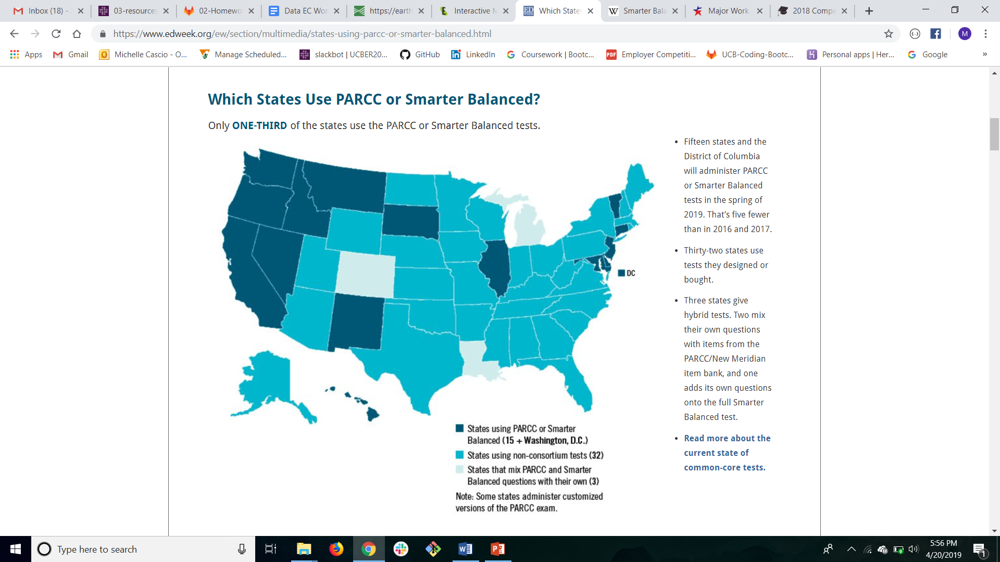 Inbox (18) -
03-resources
02-Homewo
Data EC Wor
https://earth
Interactive M
Which State
Smarter Bala
Major Work
2018 Compa
https://www.edweek.org/ew/section/multimedia/states-using-parcc-or-smarter-balanced.html
M
Apps
Gmail
Michelle Cascio - O...
Manage Scheduled...
slackbot | UCBER20...
GitHub
LinkedIn
Coursework | Bootc...
Employer Competiti...
UCB-Coding-Bootc...
Personal apps | Her...
Google
»
Which States Use PARCC or Smarter Balanced?
Only ONE-THIRD of the states use the PARCC or Smarter Balanced tests.
DC
States using PARCC or Smarter
Balanced (15 + Washington, D.C.)
States using non-consortium tests (32)
States that mix PARCC and Smarter
Balanced questions with their own (3)
Note: Some states administer customized
versions of the PARCC exam.
• Fifteen states and the
District of Columbia
will administer PARCC
or Smarter Balanced
tests in the spring of
2019. That's five fewer
than in 2016 and 2017.
• Thirty-two states use
tests they designed or
bought.
• Three states give
hybrid tests. Two mix
their own questions
with items from the
PARCC/New Meridian
item bank, and one
adds its own questions
onto the full Smarter
Balanced test.
• Read more about the
current state of
common-core tests.
Type here to search
5:56 PM
4/20/2019
1